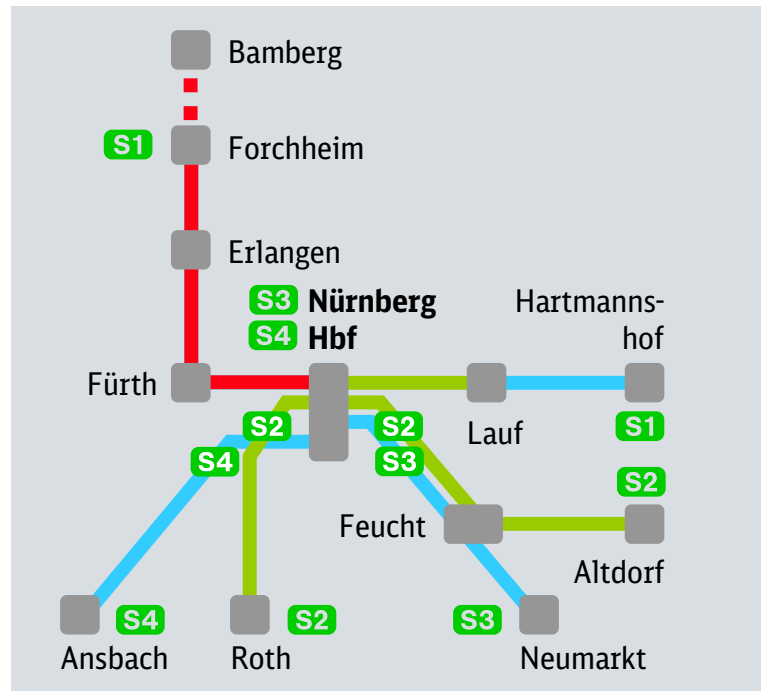 Bamberg
S1
Forchheim
Erlangen
S3 Nürnberg
S4 Hbf
Hartmanns-
hof
Fürth
S2
S2
Lauf
S1
S4
S3
S2
Feucht
Altdorf
S4
S2
S3
Ansbach
Roth
Neumarkt